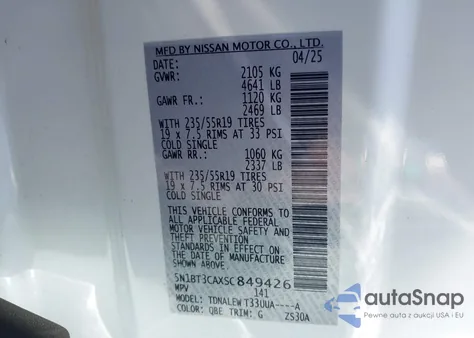 MFD BY NISSAN MOTOR CO., LTD.
DATE: 04/25
GVWR: 2105 KG
4641 LB
GAWR FR.: 1120 KG
2469 LB
WITH 235/55R19 TIRES
19 x 7.5 RIMS AT 33 PSI
COLD SINGLE
GAWR RR.: 1060 KG
2337 LB
WITH 235/55R19 TIRES
19 x 7.5 RIMS AT 30 PSI
COLD SINGLE
THIS VEHICLE CONFORMS TO
ALL APPLICABLE FEDERAL
MOTOR VEHICLE SAFETY AND
THEFT PREVENTION
STANDARDS IN EFFECT ON
THE DATE OF MANUFACTURE
SHOWN ABOVE.
5N1BT3CAXSC849426
MPV 141
MODEL: TDNALEWT33UUA----A
COLOR: QBE TRIM: G Z530A
autoSnap
Pewne auta z aukcji USA i EU